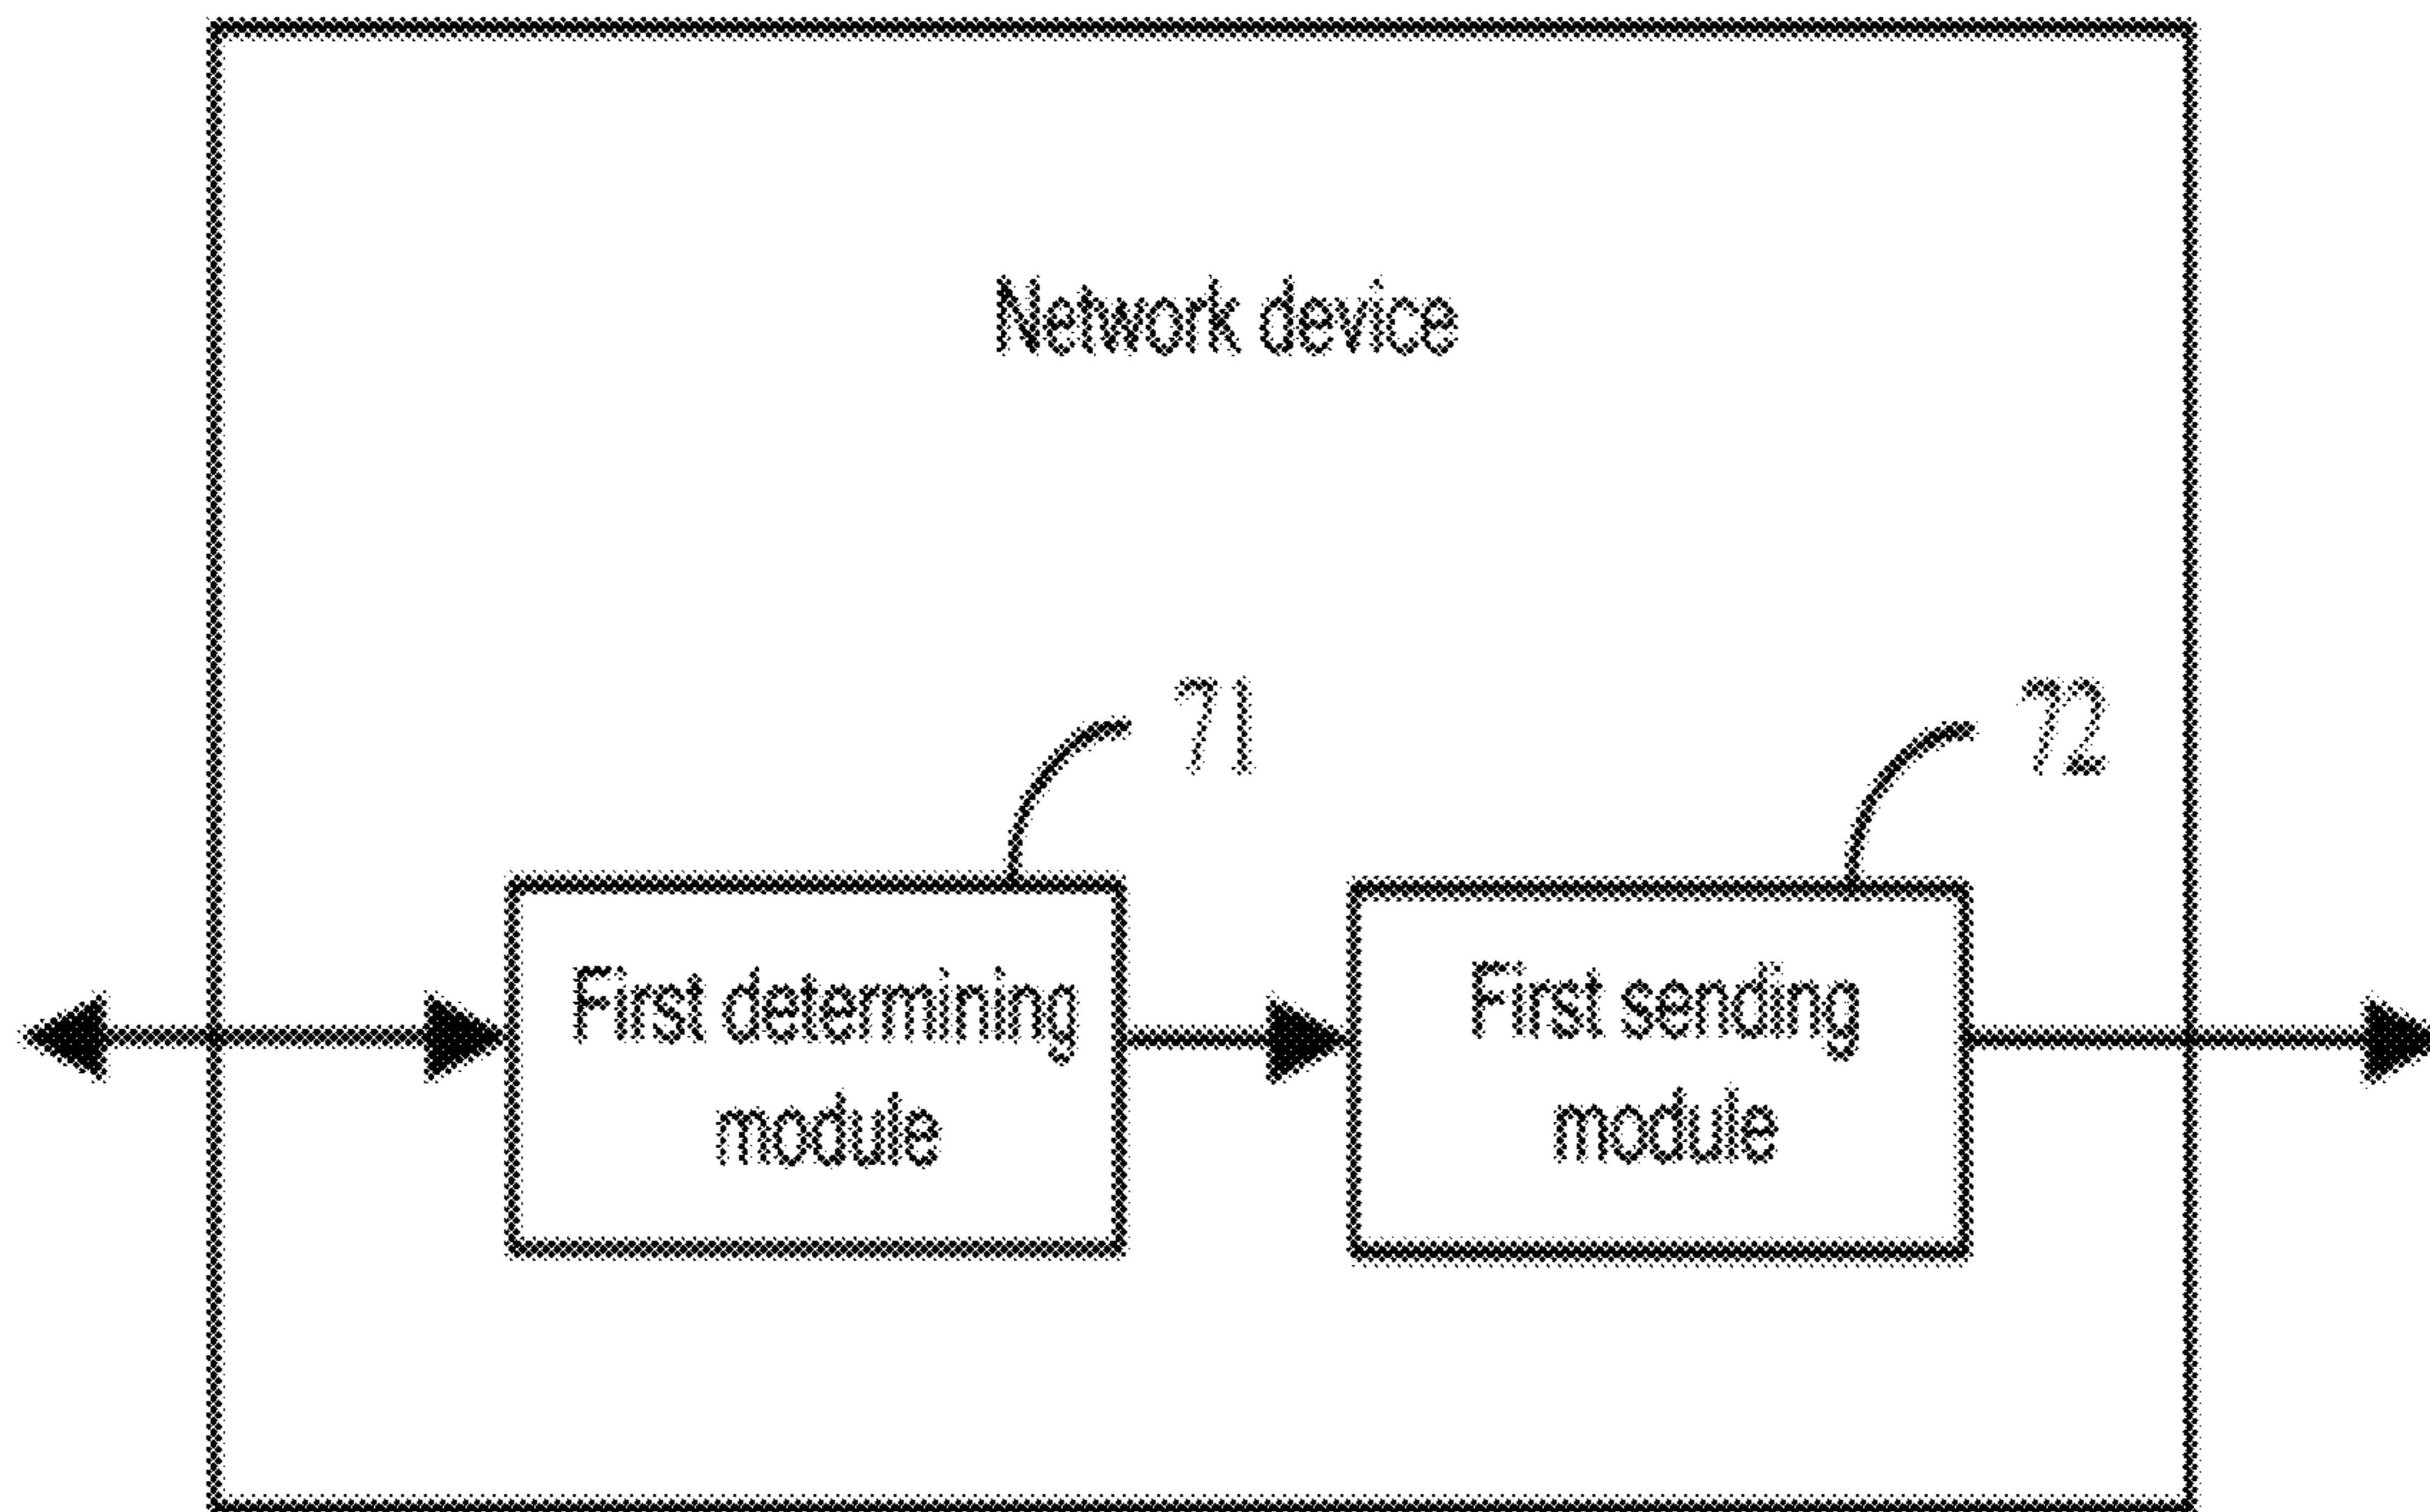 Network device
71
72
First determining
module
First sending
module